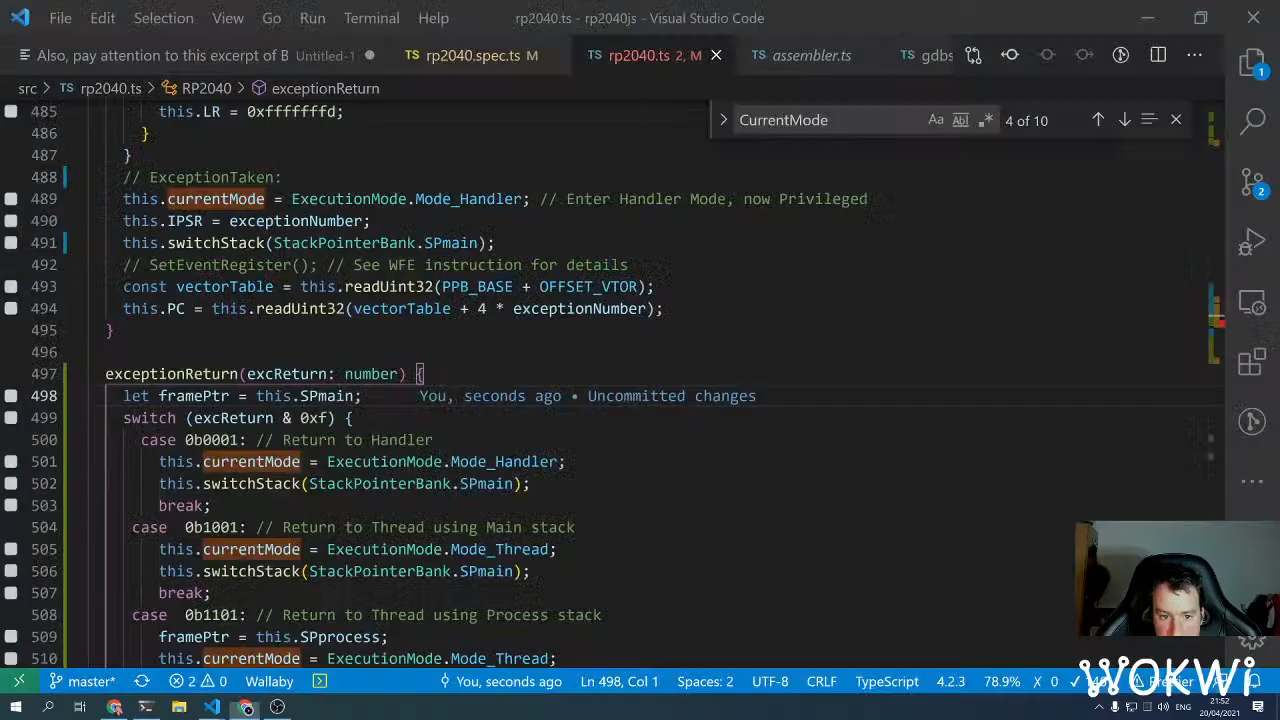 File Edit Selection View Go Run Terminal Help rp2040.ts - rp2040js - Visual Studio Code
Also, pay attention to this excerpt of B Untitled-1 TS rp2040.spec.ts M TS rp2040.ts 2, M TS assembler.ts TS gdbs
src > TS rp2040.ts > RP2040 > exceptionReturn
CurrentMode Aa Abl .* 4 of 10
485 this.LR = 0xfffffffd;
486 }
487 }
488 // ExceptionTaken:
489 this.currentMode = ExecutionMode.Mode_Handler; // Enter Handler Mode, now Privileged
490 this.IPSR = exceptionNumber;
491 this.switchStack(StackPointerBank.SPmain);
492 // SetEventRegister(); // See WFE instruction for details
493 const vectorTable = this.readUint32(PPB_BASE + OFFSET_VTOR);
494 this.PC = this.readUint32(vectorTable + 4 * exceptionNumber);
495 }
496
497 exceptionReturn(excReturn: number) {
498 let framePtr = this.SPmain; You, seconds ago • Uncommitted changes
499 switch (excReturn & 0xf) {
500 case 0b0001: // Return to Handler
501 this.currentMode = ExecutionMode.Mode_Handler;
502 this.switchStack(StackPointerBank.SPmain);
503 break;
504 case 0b1001: // Return to Thread using Main stack
505 this.currentMode = ExecutionMode.Mode_Thread;
506 this.switchStack(StackPointerBank.SPmain);
507 break;
508 case 0b1101: // Return to Thread using Process stack
509 framePtr = this.SPprocess;
510 this.currentMode = ExecutionMode.Mode_Thread;
1
2
WOKWi
master* 2 0 Wallaby You, seconds ago Ln 498, Col 1 Spaces: 2 UTF-8 CRLF TypeScript 4.2.3 78.9% X 0
ENG 21:52
20/04/2021